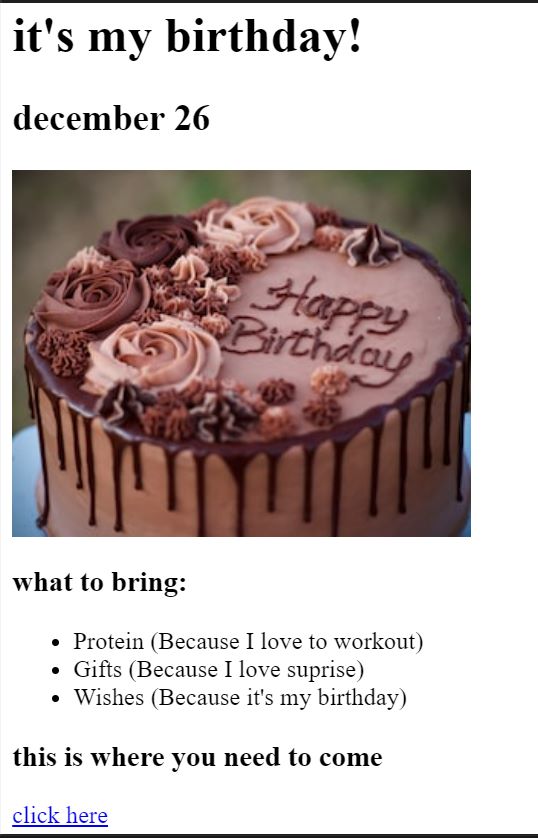 it's my birthday!
december 26
Happy
Birthday
what to bring:
Protein (Because I love to workout)
Gifts (Because I love suprise)
Wishes (Because it's my birthday)
this is where you need to come
click here